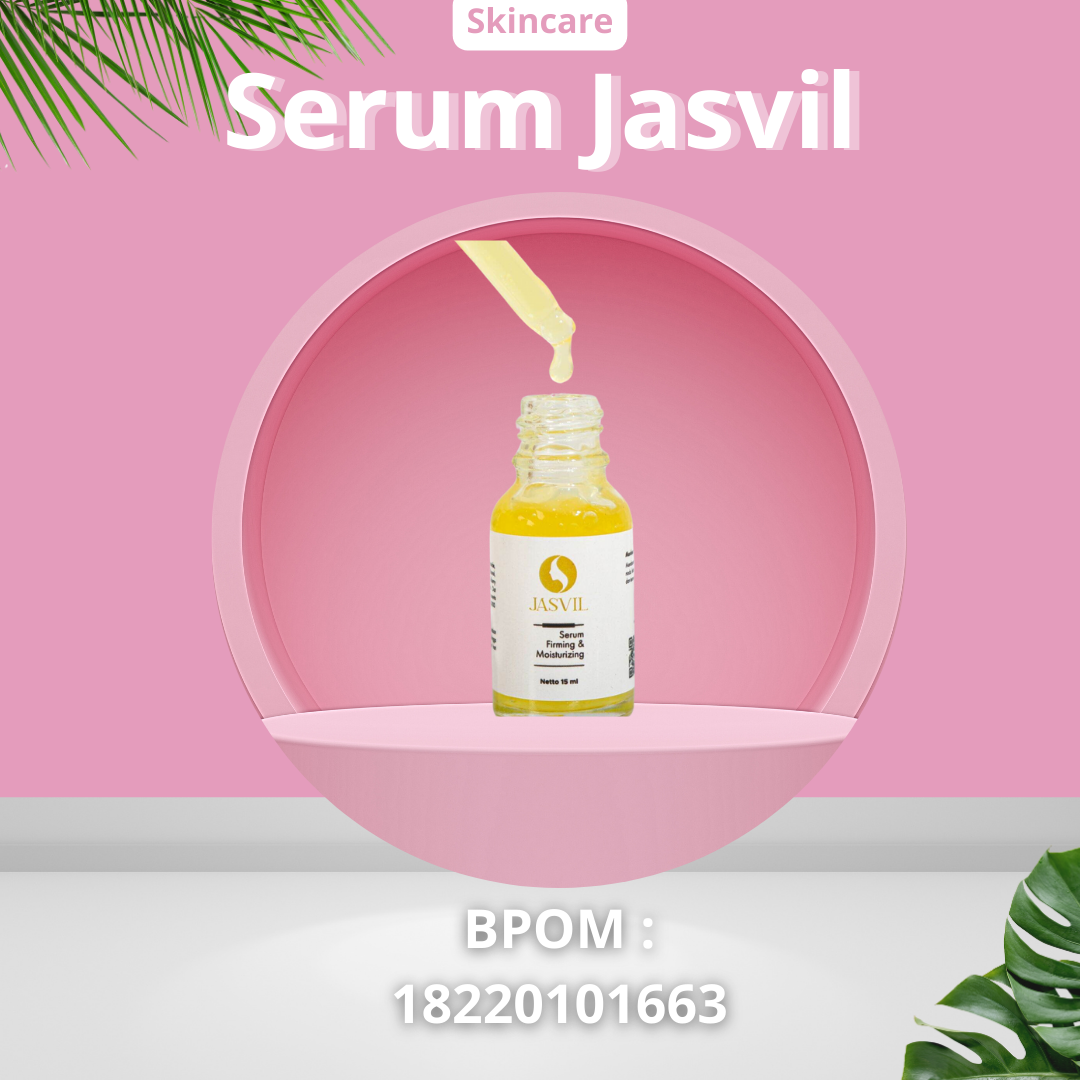 Skincare
Serum Jasvil
JASVIL
Serum
Firming &
Moisturizing
Netto 15 ml
BPOM :
18220101663